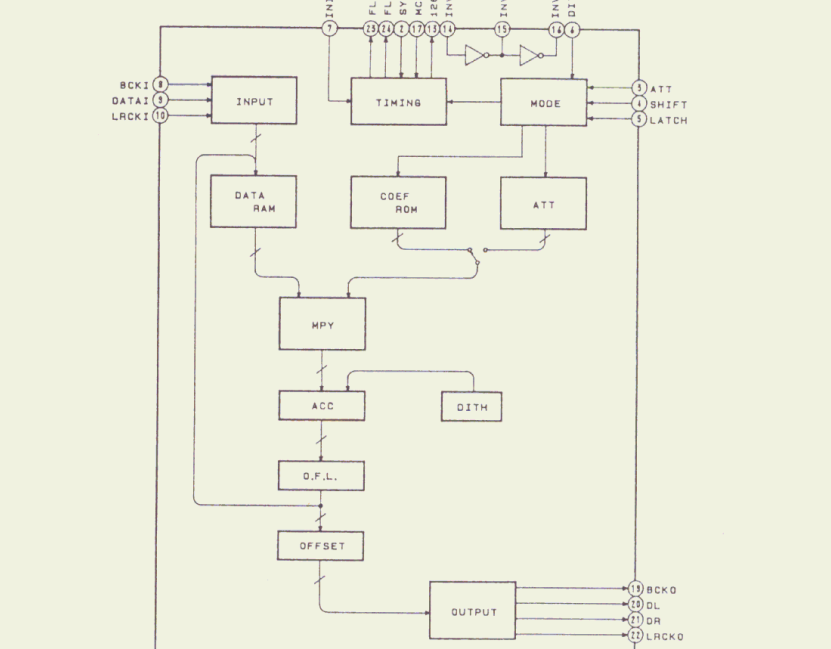 7 23 24 2 17 13 14 15 16 6
BCKI 8
DATAI 9
LRCKI 10
INPUT
TIMING
MODE
3 ATT
4 SHIFT
5 LATCH
DATA
RAM
COEF
ROM
ATT
MPY
ACC
DITH
O.F.L.
OFFSET
OUTPUT
19 BCKO
20 DL
21 DR
22 LRCKO